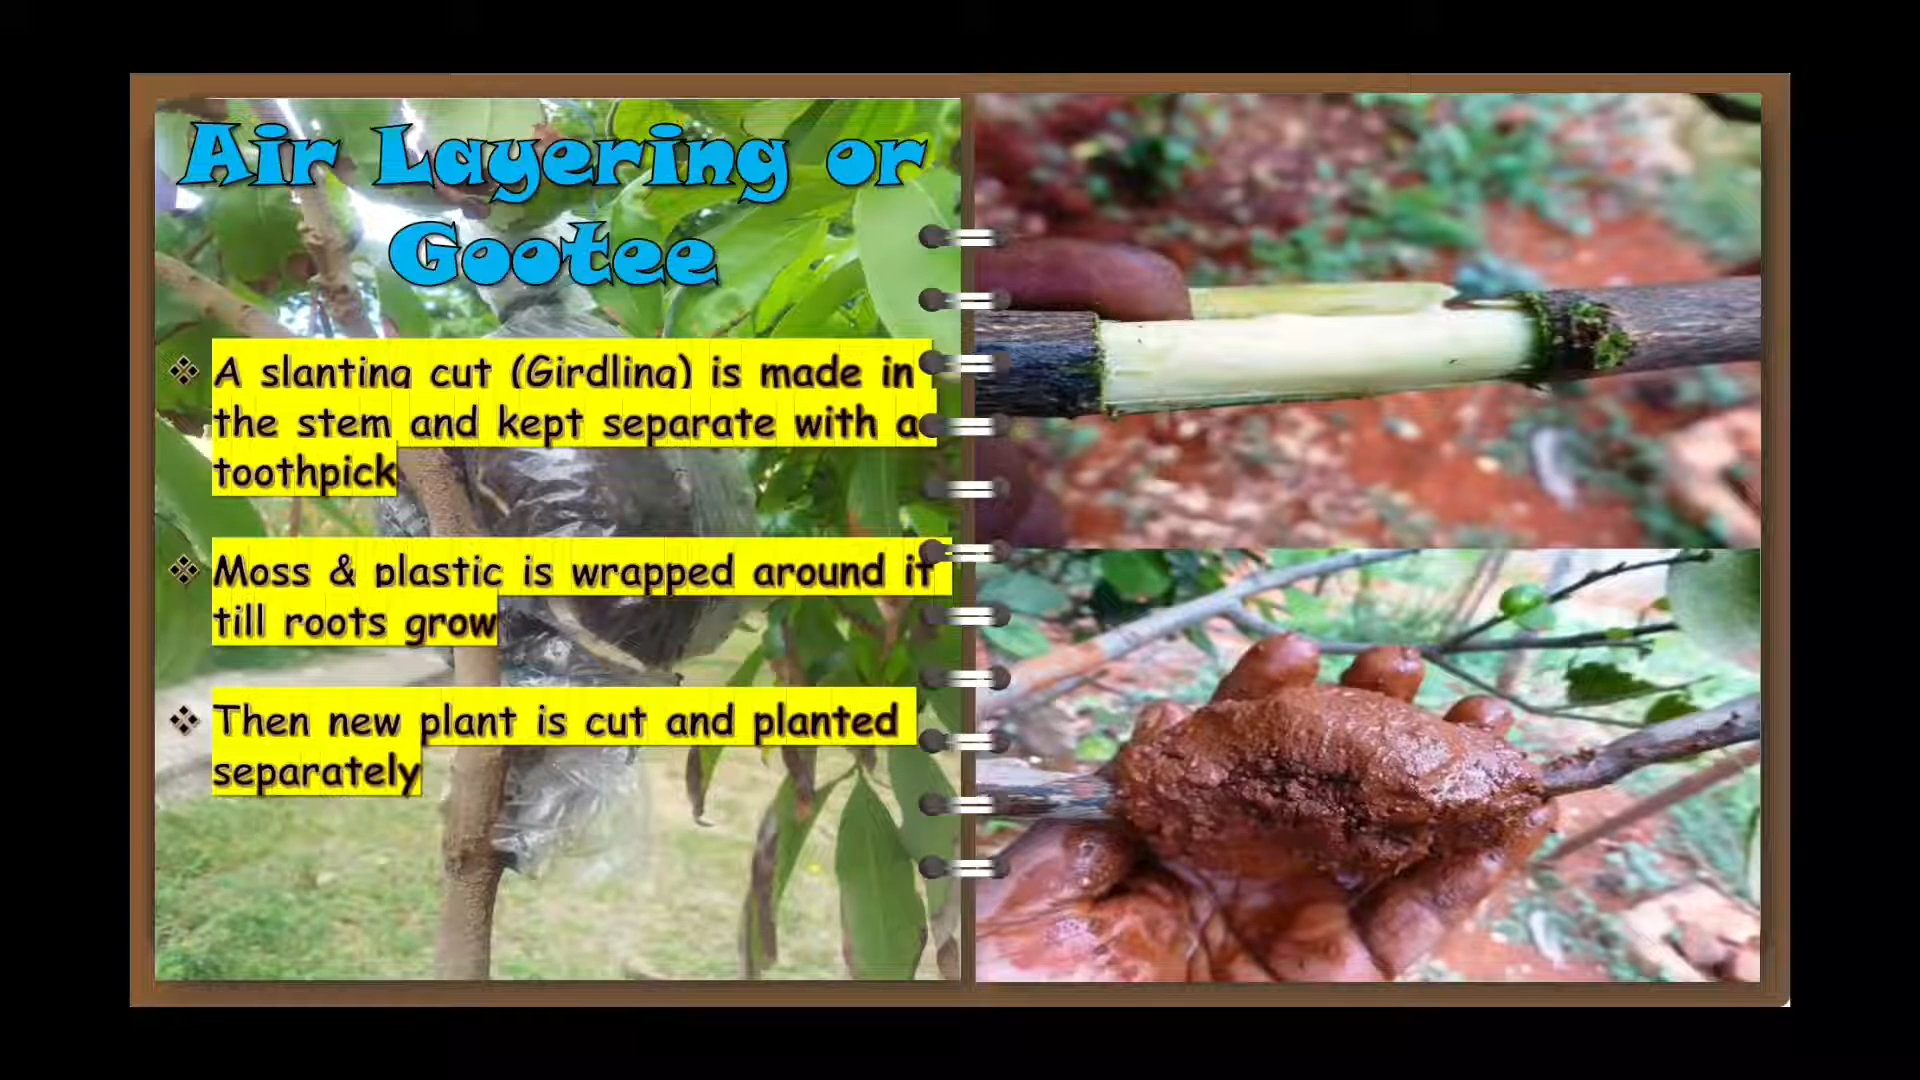 Air Layering or
Gootee
❖ A slanting cut (Girdling) is made in
the stem and kept separate with a
toothpick
❖ Moss & plastic is wrapped around it
till roots grow
❖ Then new plant is cut and planted
separately